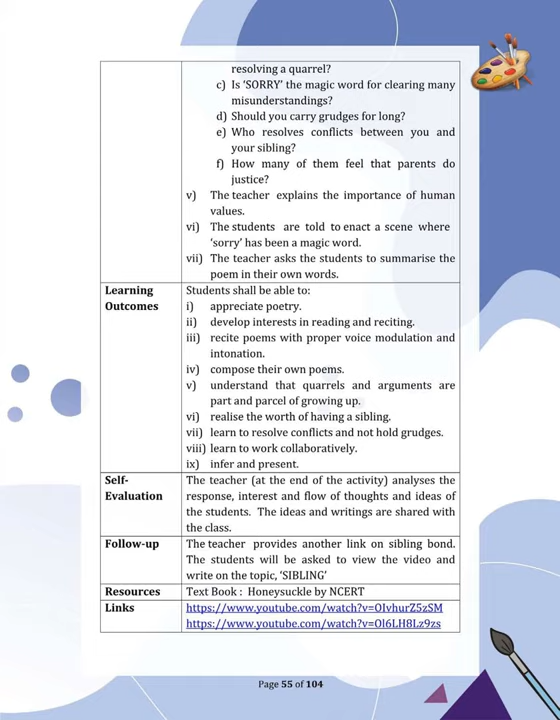 resolving a quarrel?
c) Is ‘SORRY’ the magic word for clearing many
misunderstandings?
d) Should you carry grudges for long?
e) Who resolves conflicts between you and
your sibling?
f) How many of them feel that parents do
justice?
v) The teacher explains the importance of human
values.
vi) The students are told to enact a scene where
‘sorry’ has been a magic word.
vii) The teacher asks the students to summarise the
poem in their own words.
Learning
Outcomes
Students shall be able to:
i) appreciate poetry.
ii) develop interests in reading and reciting.
iii) recite poems with proper voice modulation and
intonation.
iv) compose their own poems.
v) understand that quarrels and arguments are
part and parcel of growing up.
vi) realise the worth of having a sibling.
vii) learn to resolve conflicts and not hold grudges.
viii) learn to work collaboratively.
ix) infer and present.
Self-
Evaluation
The teacher (at the end of the activity) analyses the
response, interest and flow of thoughts and ideas of
the students. The ideas and writings are shared with
the class.
Follow-up
The teacher provides another link on sibling bond.
The students will be asked to view the video and
write on the topic, ‘SIBLING’
Resources
Text Book : Honeysuckle by NCERT
Links
https://www.youtube.com/watch?v=OIvhurZ5zSM
https://www.youtube.com/watch?v=Ol6LH8Lz9zs
Page 55 of 104